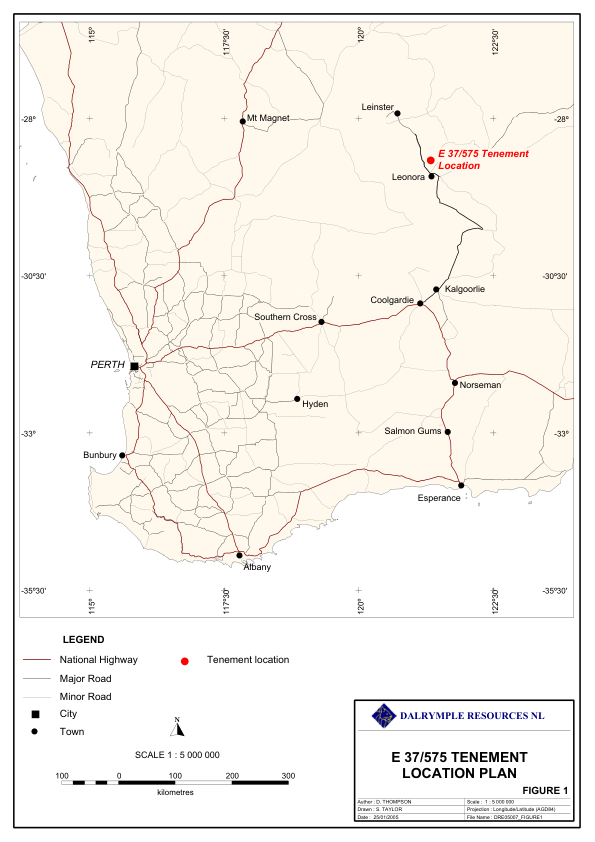 115°
117°30'
120°
122°30'
Leinster
-28°
Mt Magnet
-28°
E 37/575 Tenement
Location
Leonora
-30°30'
-30°30'
Kalgoorlie
Coolgardie
Southern Cross
PERTH
Norseman
Hyden
-33°
Salmon Gums
-33°
Bunbury
Esperance
Albany
-35°30'
-35°30'
115°
117°30'
120°
122°30'
LEGEND
National Highway
Tenement location
Major Road
Minor Road
City
Town
N
SCALE 1 : 5 000 000
100 0 100 200 300
kilometres
DALRYMPLE RESOURCES NL
E 37/575 TENEMENT
LOCATION PLAN
FIGURE 1
Author : D. THOMPSON
Scale : 1 : 5 000 000
Drawn : S. TAYLOR
Projection : Longitude/Latitude (AGD84)
Date : 25/01/2005
File Name : DRE05007_FIGURE1